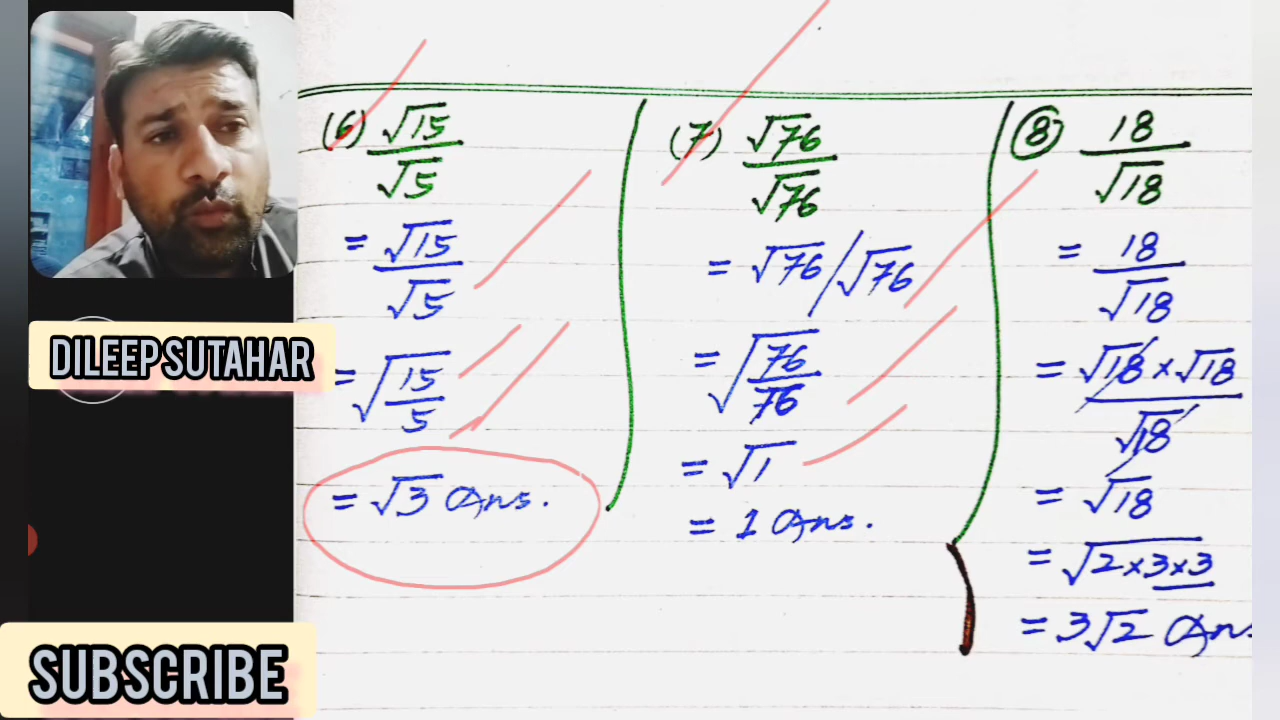 (6) √15/√5
= √15/√5
= √15/5
= √3 Ans.
(7) √76/√76
= √76/√76
= √76/76
= √1
= 1 Ans.
(8) 18/√18
= 18/√18
= √18 × √18/√18
= √18
= √2×3×3
= 3√2 An
DILEEP SUTAHAR
SUBSCRIBE